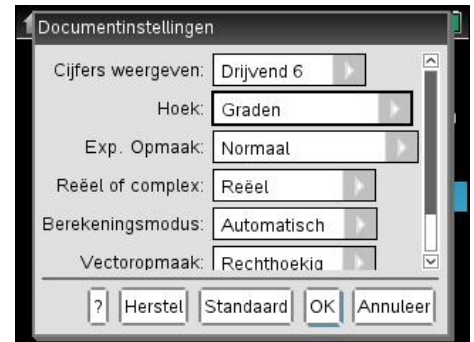 Documentinstellingen
Cijfers weergeven: Drijvend 6
Hoek: Graden
Exp. Opmaak: Normaal
Reëel of complex: Reëel
Berekeningsmodus: Automatisch
Vectoropmaak: Rechthoekig
? Herstel Standaard OK Annuleer